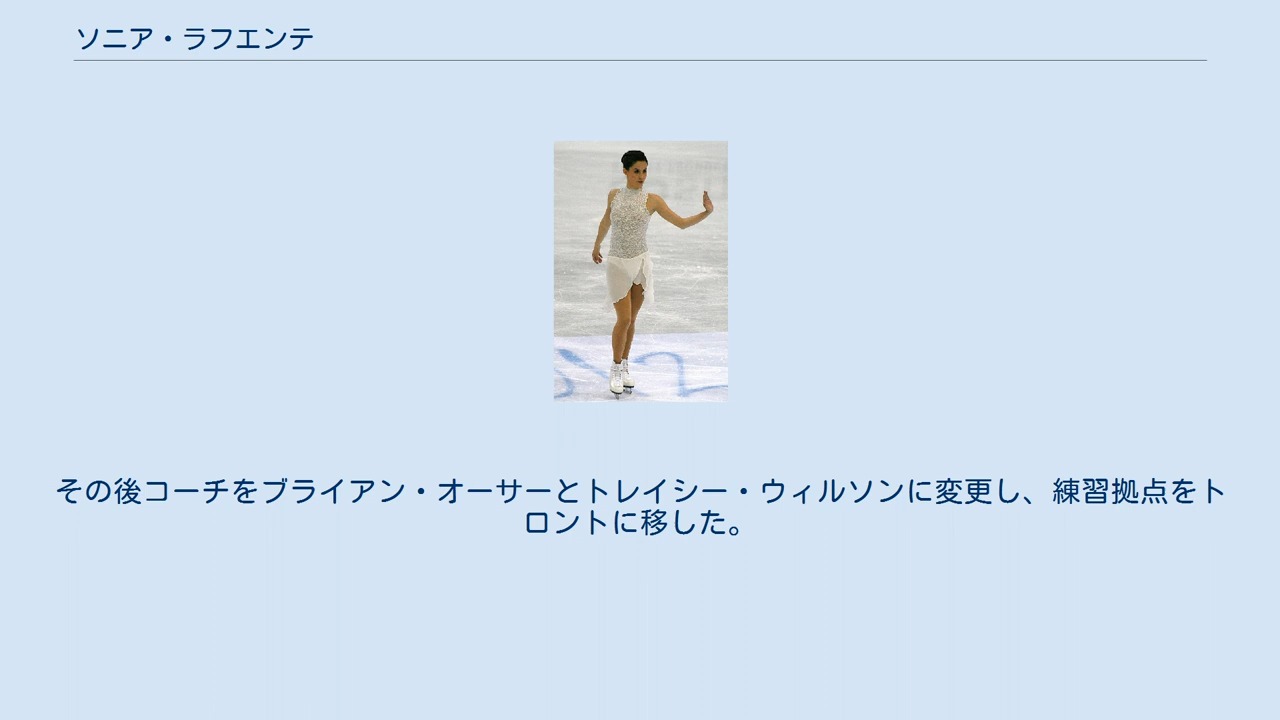 ソニア・ラフエンテ
その後コーチをブライアン・オーサーとトレイシー・ウィルソンに変更し、練習拠点をト
ロントに移した。